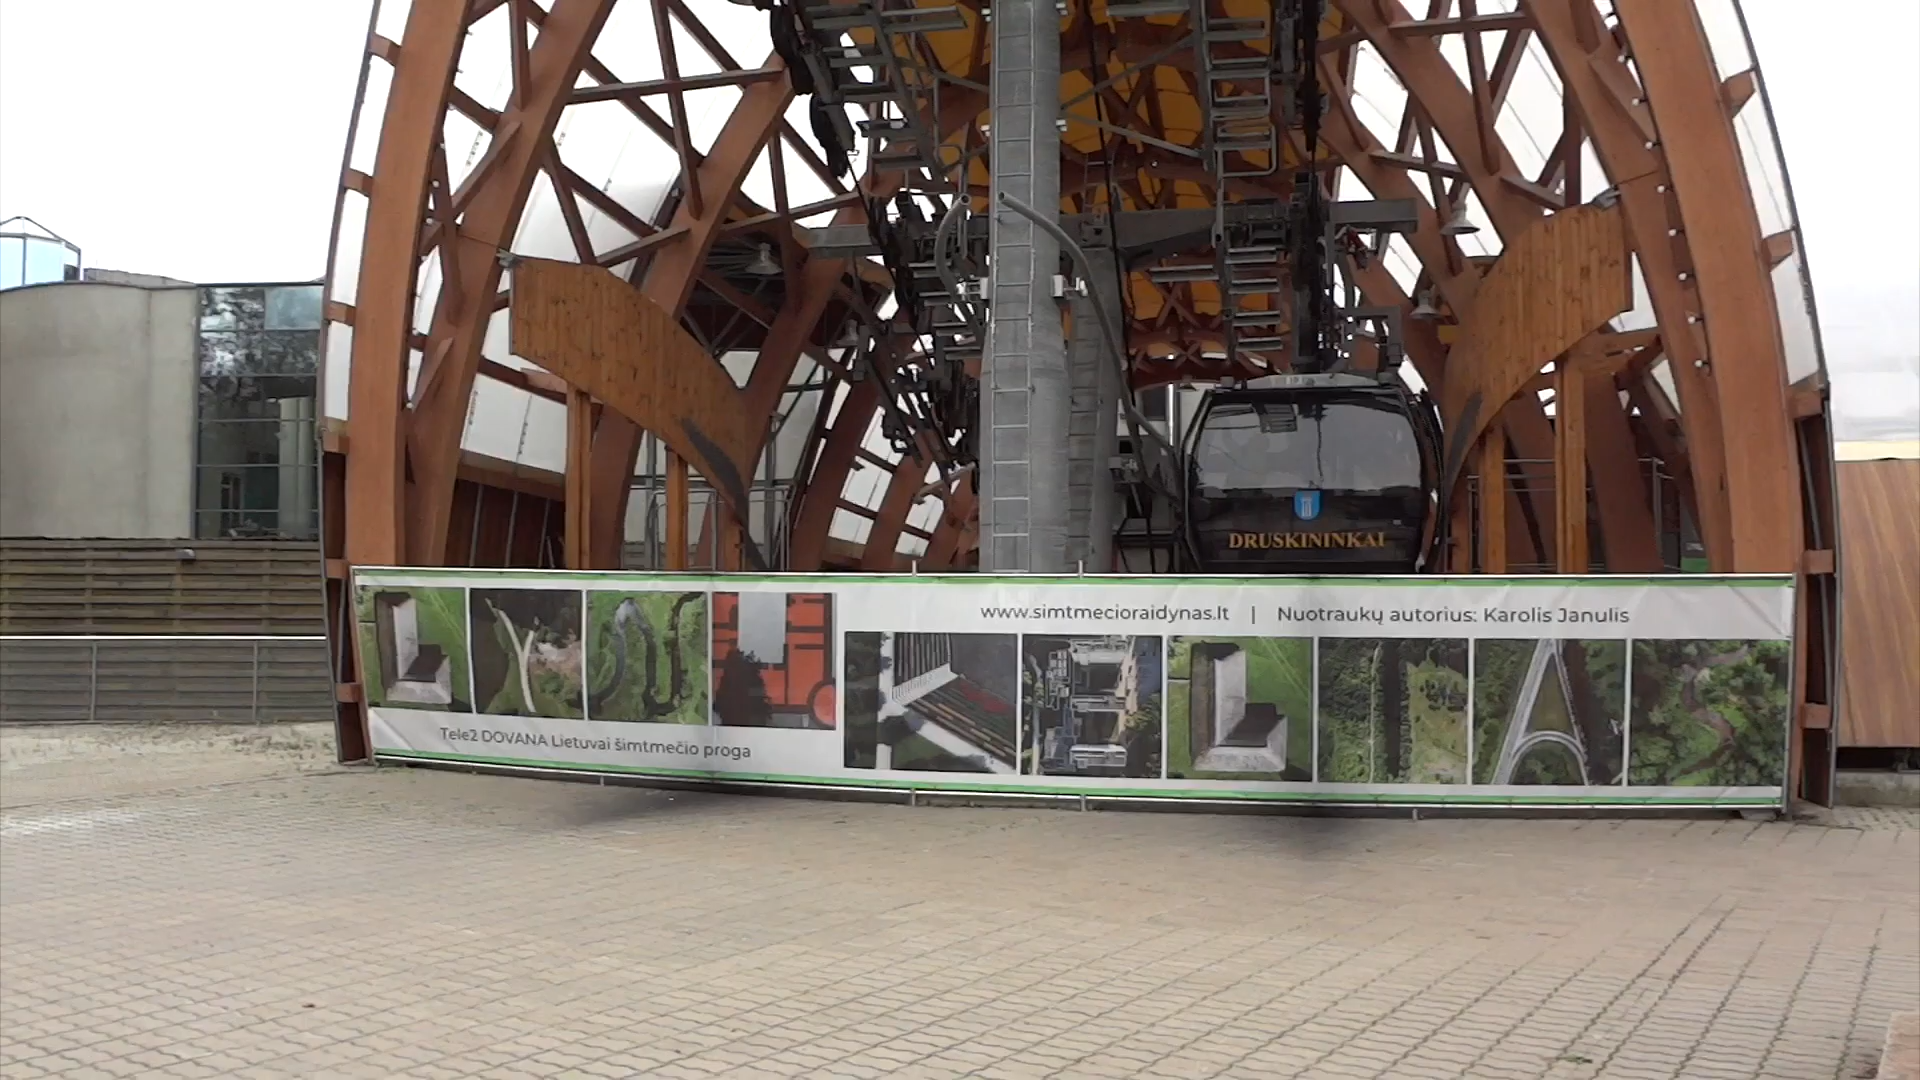 DRUSKININKAI
www.simtmecioraidynas.lt | Nuotraukų autorius: Karolis Janulis
Tele2 DOVANA Lietuvai šimtmečio proga